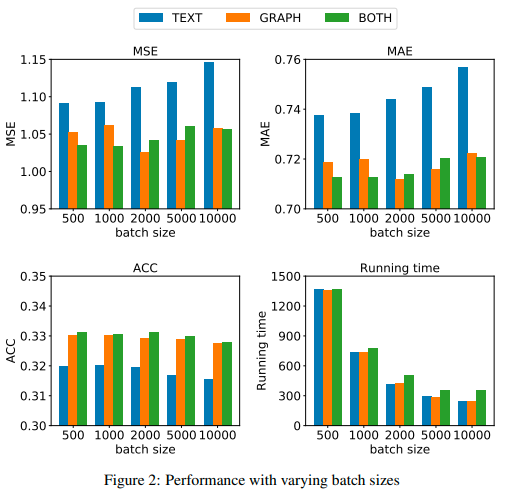 TEXT GRAPH BOTH
MSE
MSE
1.15
1.10
1.05
1.00
0.95
500 1000 2000 5000 10000
batch size
MAE
MAE
0.76
0.74
0.72
0.70
500 1000 2000 5000 10000
batch size
ACC
ACC
0.35
0.34
0.33
0.32
0.31
0.30
500 1000 2000 5000 10000
batch size
Running time
Running time
1500
1200
900
600
300
0
500 1000 2000 5000 10000
batch size
Figure 2: Performance with varying batch sizes